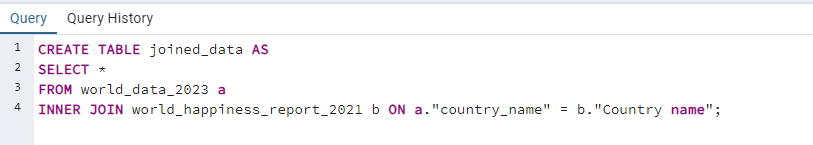 Query Query History
1 CREATE TABLE joined_data AS
2 SELECT *
3 FROM world_data_2023 a
4 INNER JOIN world_happiness_report_2021 b ON a."country_name" = b."Country name";